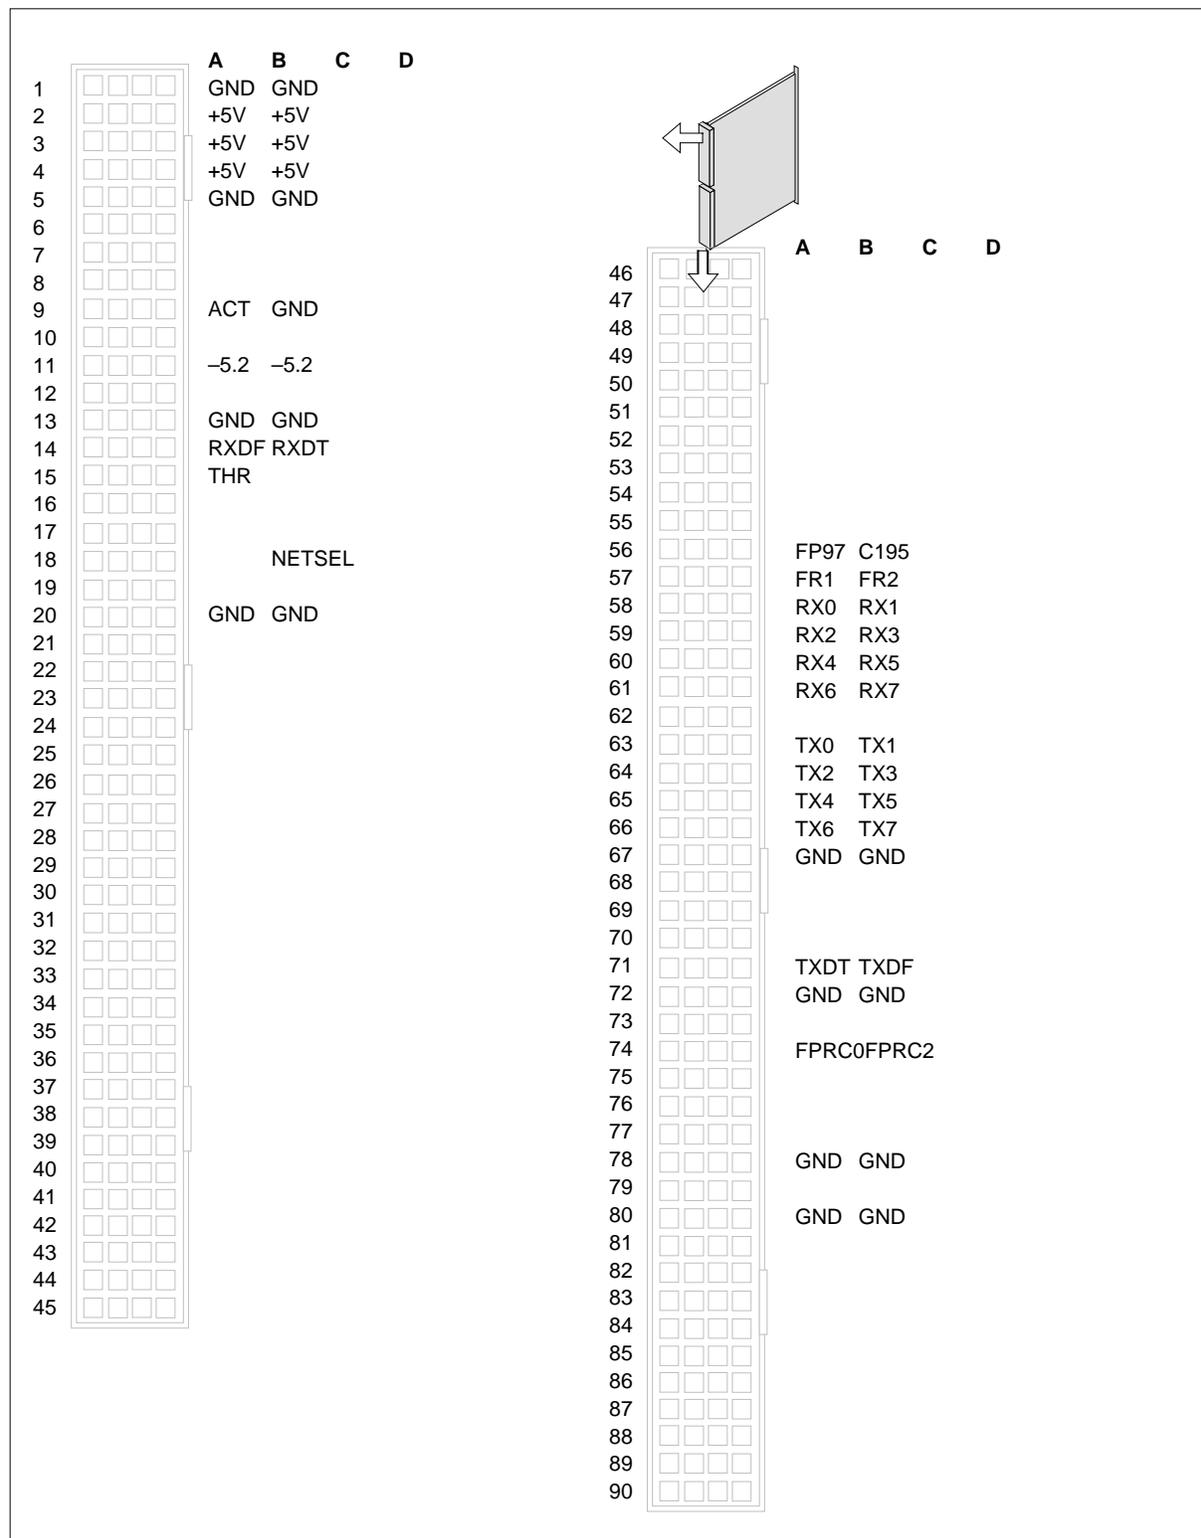 A B C D
1 GND GND
2 +5V +5V
3 +5V +5V
4 +5V +5V
5 GND GND
6
7
8
9 ACT GND
10
11 –5.2 –5.2
12
13 GND GND
14 RXDF RXDT
15 THR
16
17
18 NETSEL
19
20 GND GND
21
22
23
24
25
26
27
28
29
30
31
32
33
34
35
36
37
38
39
40
41
42
43
44
45
A B C D
46
47
48
49
50
51
52
53
54
55
56 FP97 C195
57 FR1 FR2
58 RX0 RX1
59 RX2 RX3
60 RX4 RX5
61 RX6 RX7
62
63 TX0 TX1
64 TX2 TX3
65 TX4 TX5
66 TX6 TX7
67 GND GND
68
69
70
71 TXDT TXDF
72 GND GND
73
74 FPRC0FPRC2
75
76
77
78 GND GND
79
80 GND GND
81
82
83
84
85
86
87
88
89
90